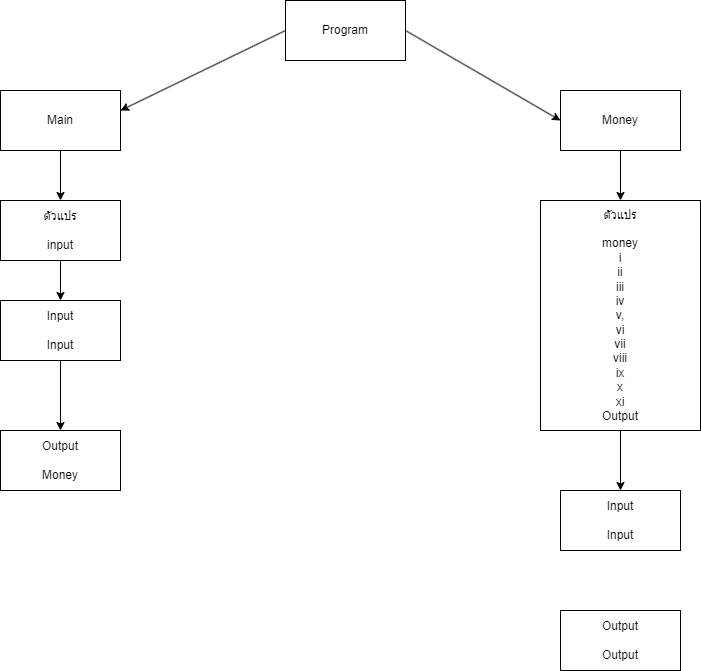 Program
Main
Money
ตัวแปร
input
ตัวแปร
money
i
ii
iii
iv
v,
vi
vii
viii
ix
x
xi
Output
Input
Input
Output
Money
Input
Input
Output
Output